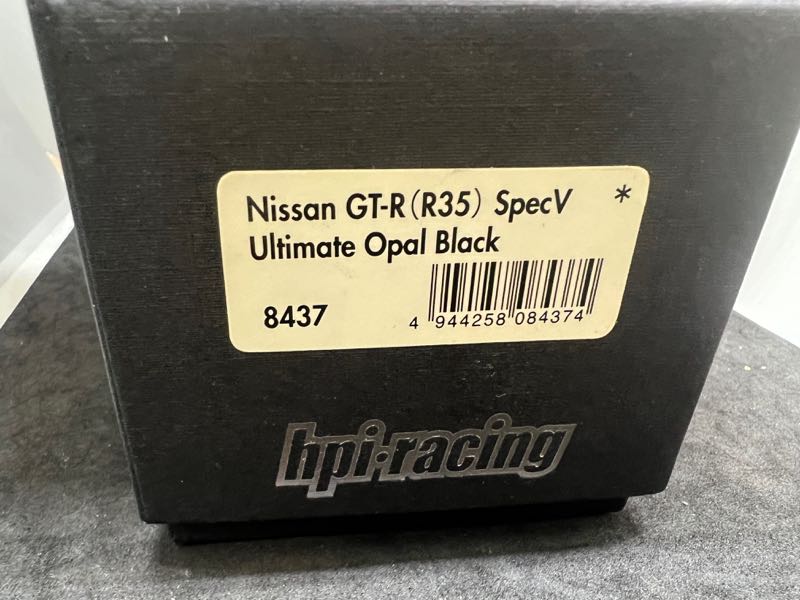 Nissan GT-R(R35) SpecV *
Ultimate Opal Black
8437
4 944258 084374
hpi·racing